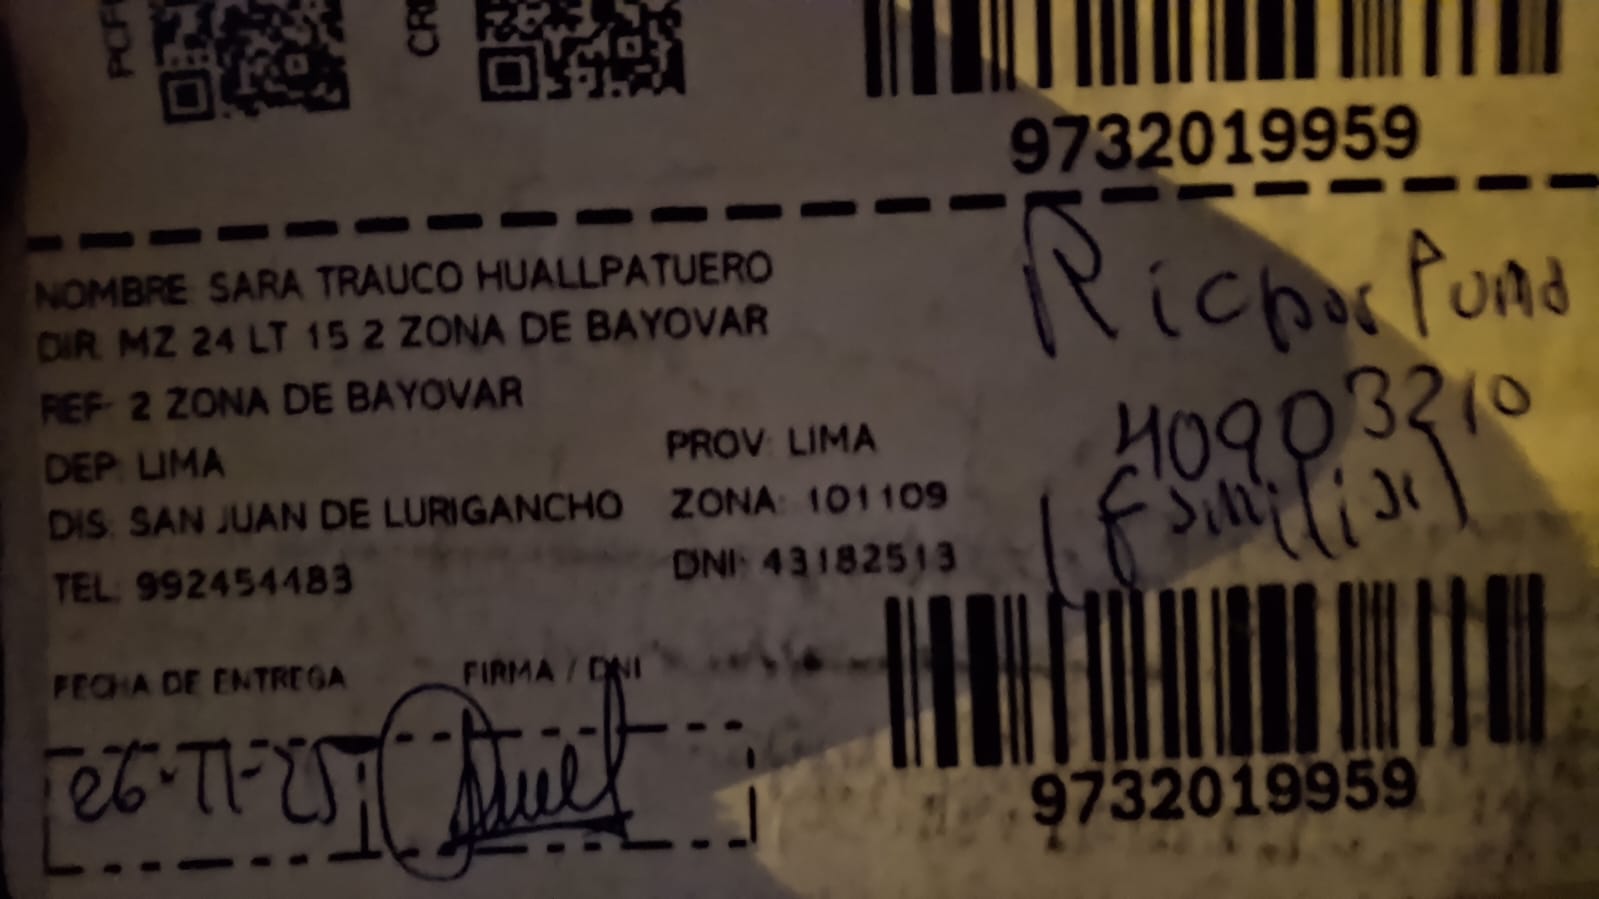 9732019959
NOMBRE: SARA TRAUCO HUALLPATUERO
DIR: MZ 24 LT 15 2 ZONA DE BAYOVAR
REF: 2 ZONA DE BAYOVAR
DEP: LIMA PROV: LIMA
DIS: SAN JUAN DE LURIGANCHO ZONA: 101109
TEL: 992454483 DNI: 43182513
Puma
40903210
(familiar)
FECHA DE ENTREGA FIRMA / DNI
26-11-25
9732019959